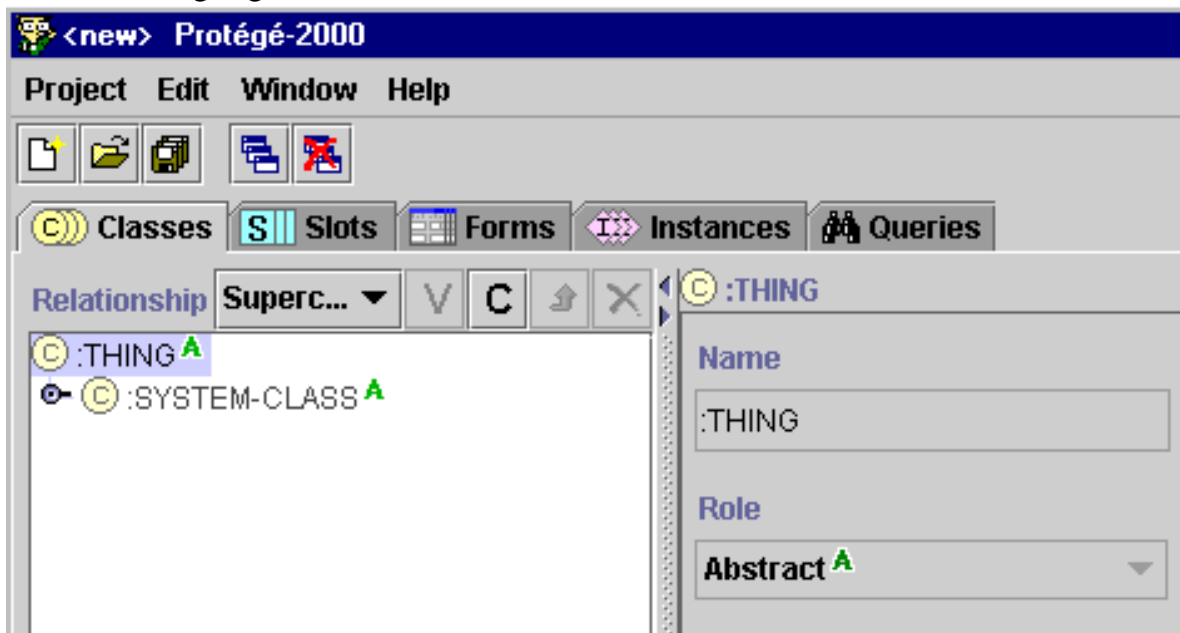 <new> Protégé-2000
Project Edit Window Help
C Classes S Slots Forms I Instances Queries
Relationship Superc... V C
C :THING
C :THING A
C :SYSTEM-CLASS A
Name
:THING
Role
Abstract A